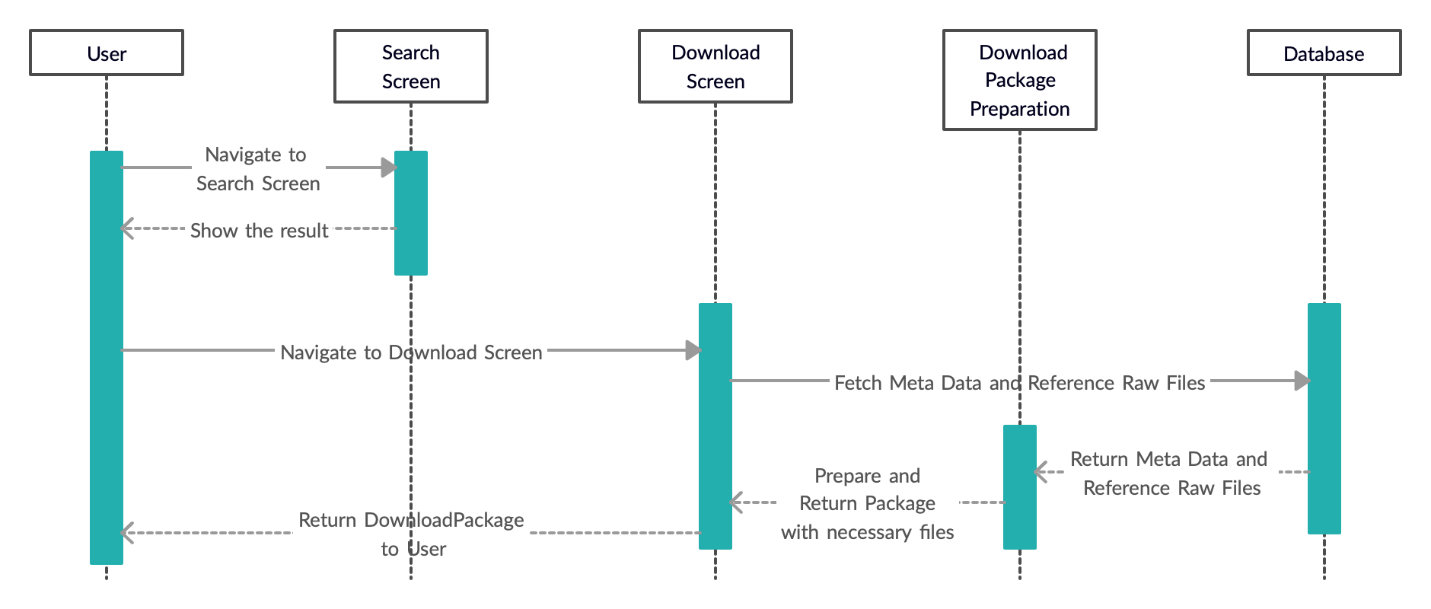 User
Search
Screen
Download
Screen
Download
Package
Preparation
Database
Navigate to
Search Screen
Show the result
Navigate to Download Screen
Fetch Meta Data and Reference Raw Files
Return Meta Data and
Reference Raw Files
Prepare and
Return Package
with necessary files
Return DownloadPackage
to User